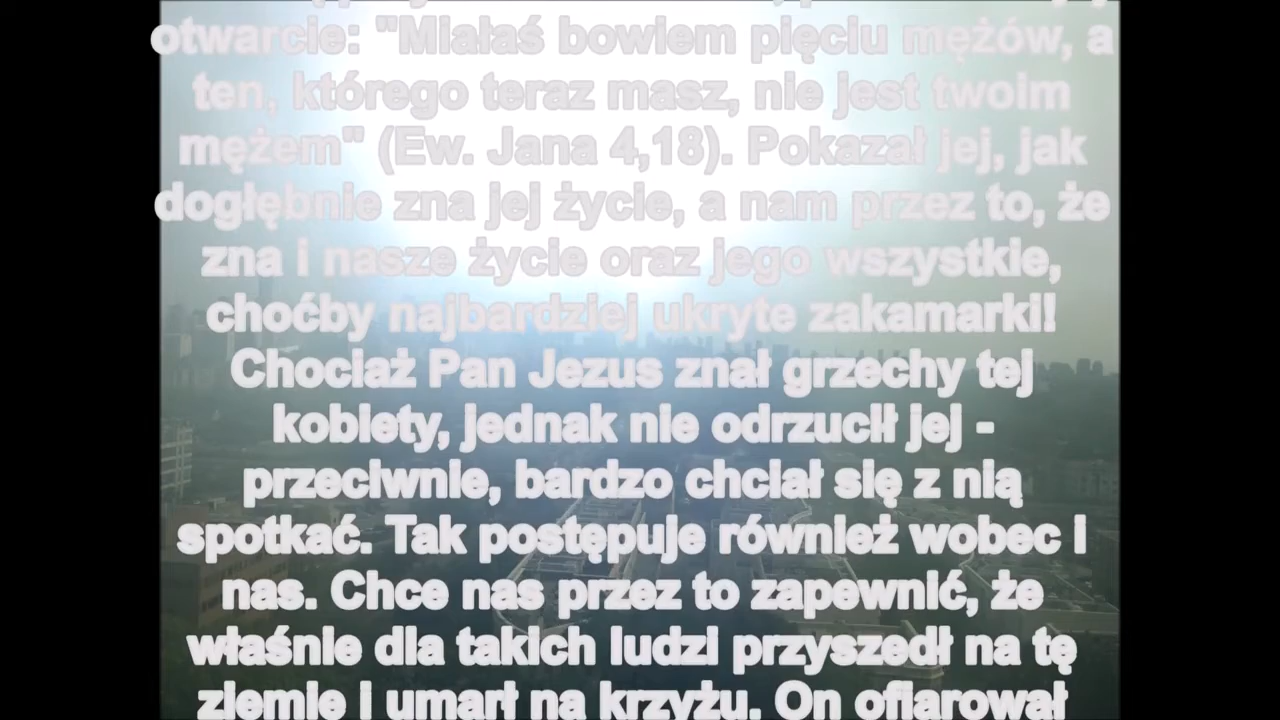 otwarcie: "Miałaś bowiem pięciu mężów, a
ten, którego teraz masz, nie jest twoim
mężem" (Ew. Jana 4,18). Pokazał jej, jak
dogłębnie zna jej życie, a nam przez to, że
zna i nasze życie oraz jego wszystkie,
choćby najbardziej ukryte zakamarki!
Chociaż Pan Jezus znał grzechy tej
kobiety, jednak nie odrzucił jej -
przeciwnie, bardzo chciał się z nią
spotkać. Tak postępuje również wobec i
nas. Chce nas przez to zapewnić, że
właśnie dla takich ludzi przyszedł na tę
ziemię i umarł na krzyżu. On ofiarował